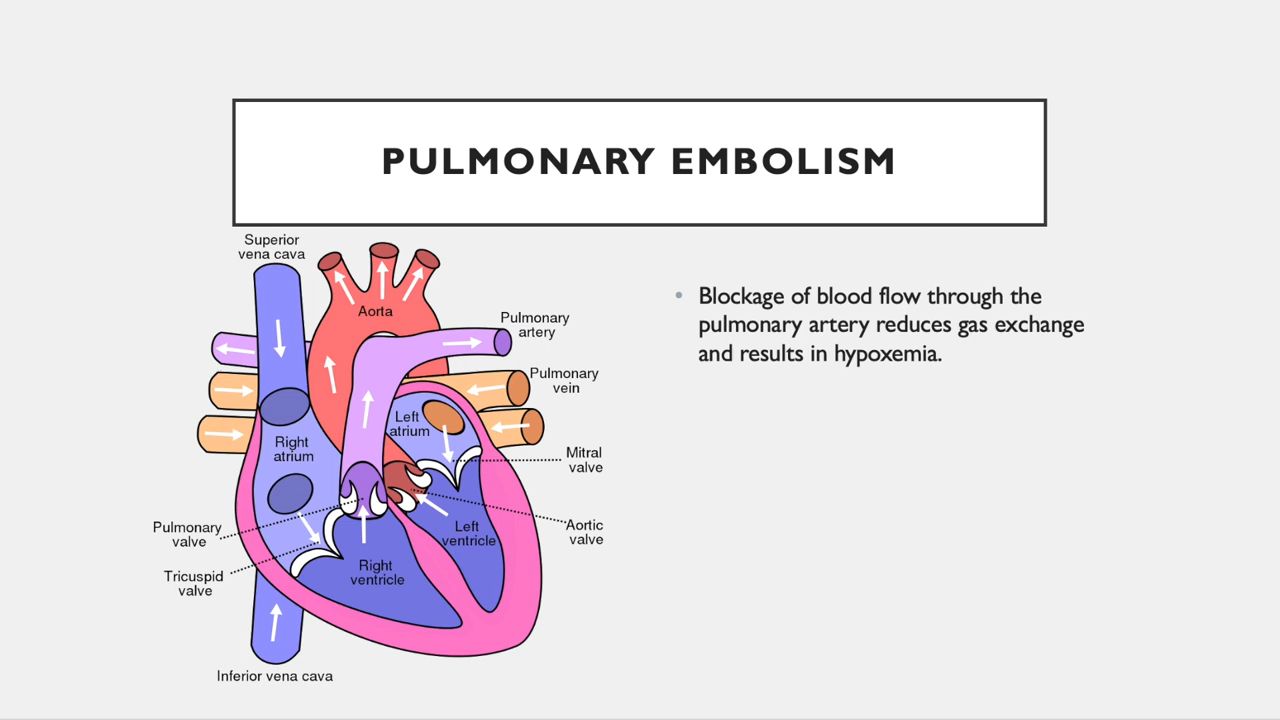 PULMONARY EMBOLISM
Superior
vena cava
Aorta
Pulmonary
artery
Pulmonary
vein
Left
atrium
Right
atrium
Mitral
valve
Pulmonary
valve
Aortic
valve
Left
ventricle
Right
ventricle
Tricuspid
valve
Inferior vena cava
• Blockage of blood flow through the
pulmonary artery reduces gas exchange
and results in hypoxemia.